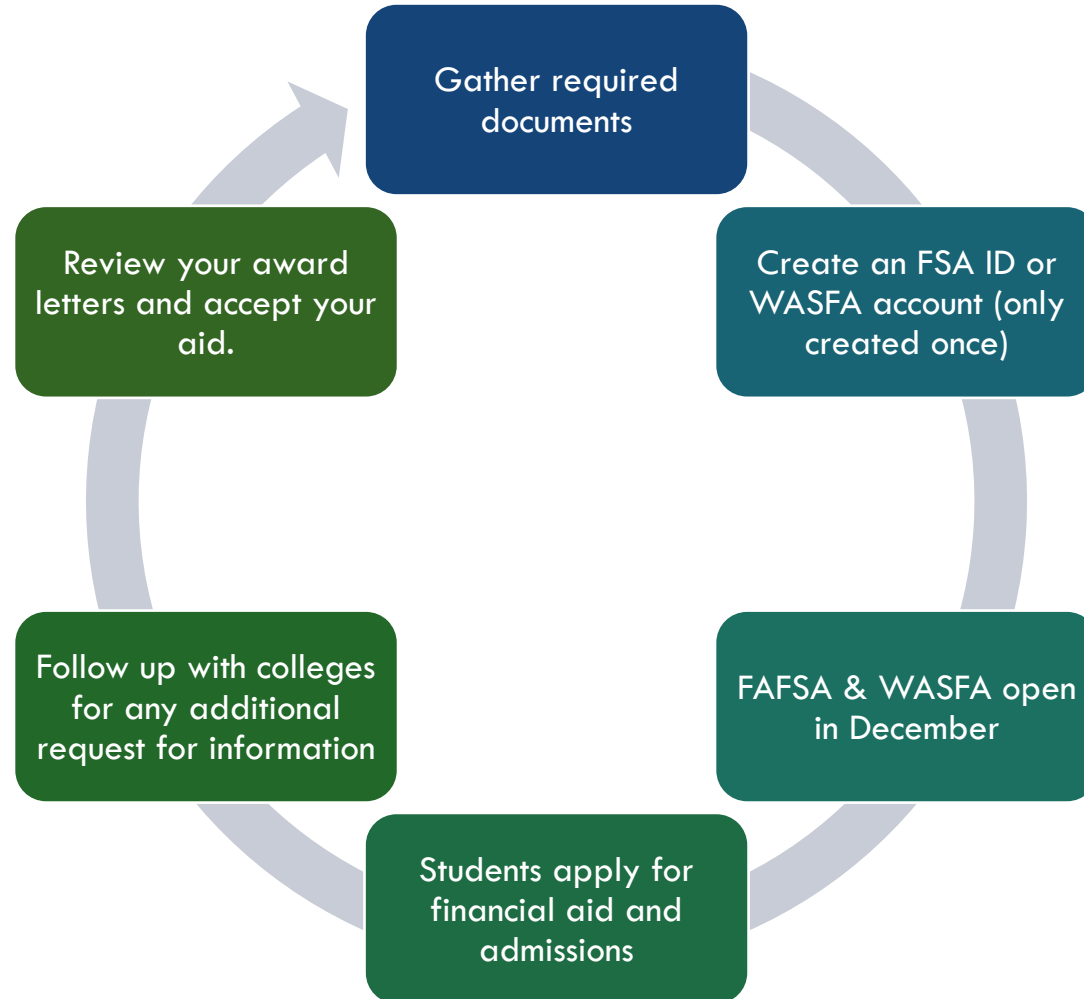 Gather required
documents
Create an FSA ID or
WASFA account (only
created once)
FAFSA & WASFA open
in December
Students apply for
financial aid and
admissions
Follow up with colleges
for any additional
request for information
Review your award
letters and accept your
aid.